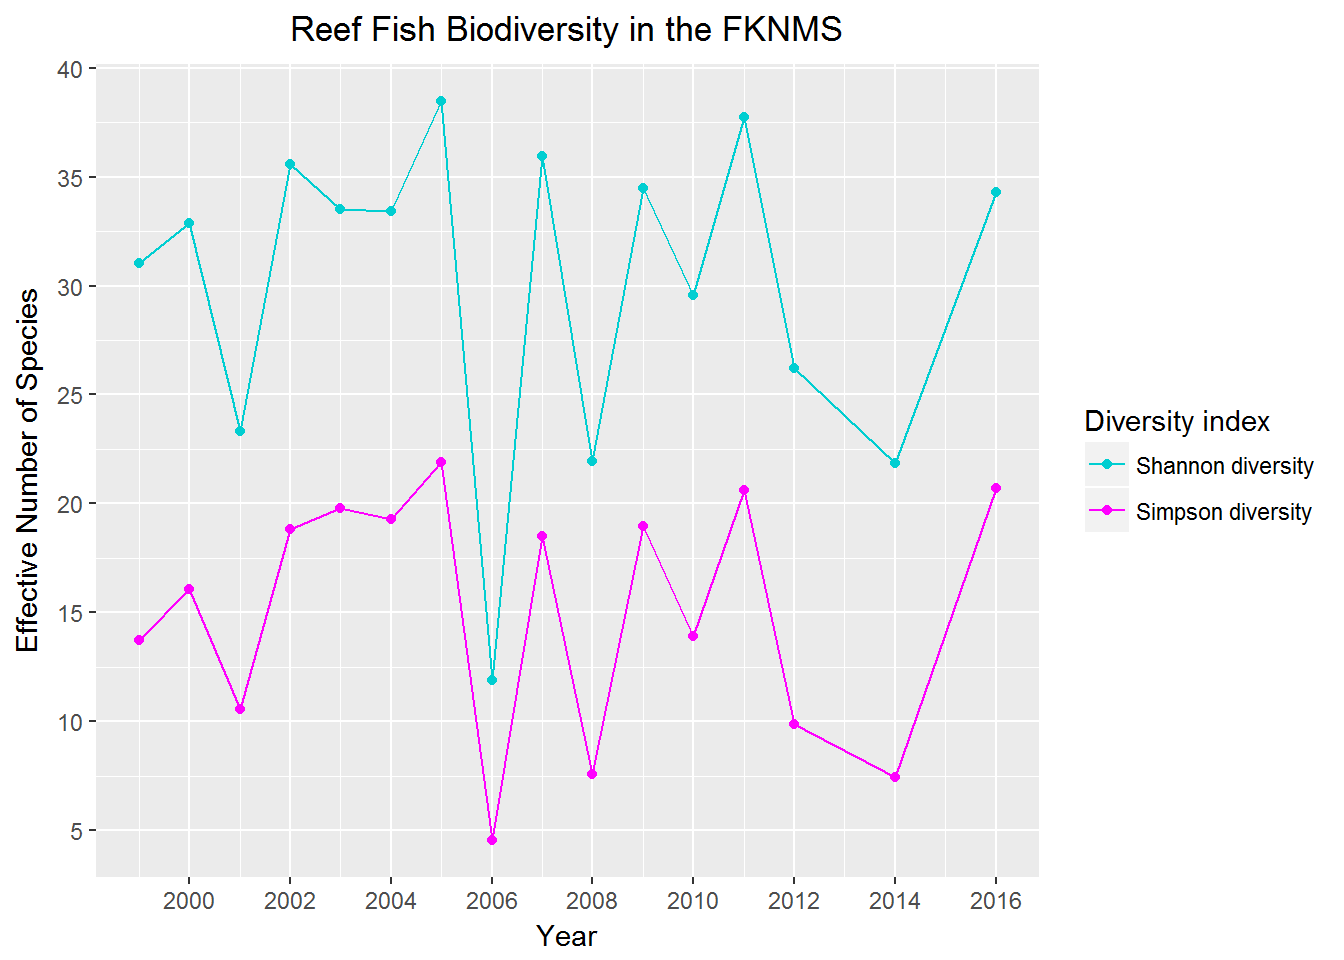 Reef Fish Biodiversity in the FKNMS
Effective Number of Species
40
35
30
25
20
15
10
5
2000 2002 2004 2006 2008 2010 2012 2014 2016
Year
Diversity index
Shannon diversity
Simpson diversity